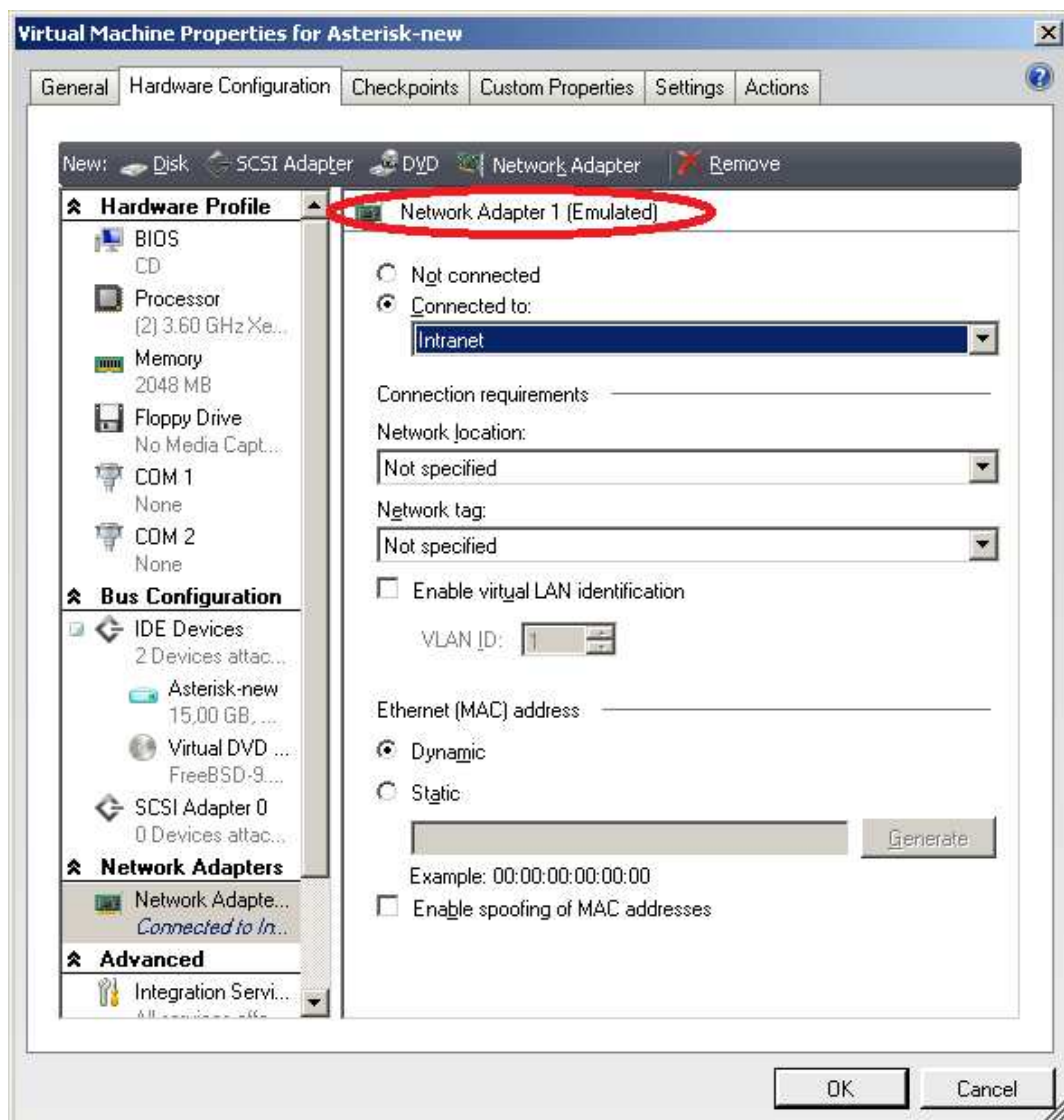 Virtual Machine Properties for Asterisk-new
General Hardware Configuration Checkpoints Custom Properties Settings Actions
New: Disk SCSI Adapter DVD Network Adapter Remove
Hardware Profile
BIOS
CD
Processor
(2) 3.60 GHz Xe...
Memory
2048 MB
Floppy Drive
No Media Capt...
COM 1
None
COM 2
None
Bus Configuration
IDE Devices
2 Devices attac...
Asterisk-new
15,00 GB, ...
Virtual DVD ...
FreeBSD-9....
SCSI Adapter 0
0 Devices attac...
Network Adapters
Network Adapte...
Connected to In...
Advanced
Integration Servi...
Network Adapter 1 (Emulated)
Not connected
Connected to:
Intranet
Connection requirements
Network location:
Not specified
Network tag:
Not specified
Enable virtual LAN identification
VLAN ID: 1
Ethernet (MAC) address
Dynamic
Static
Generate
Example: 00:00:00:00:00:00
Enable spoofing of MAC addresses
OK Cancel